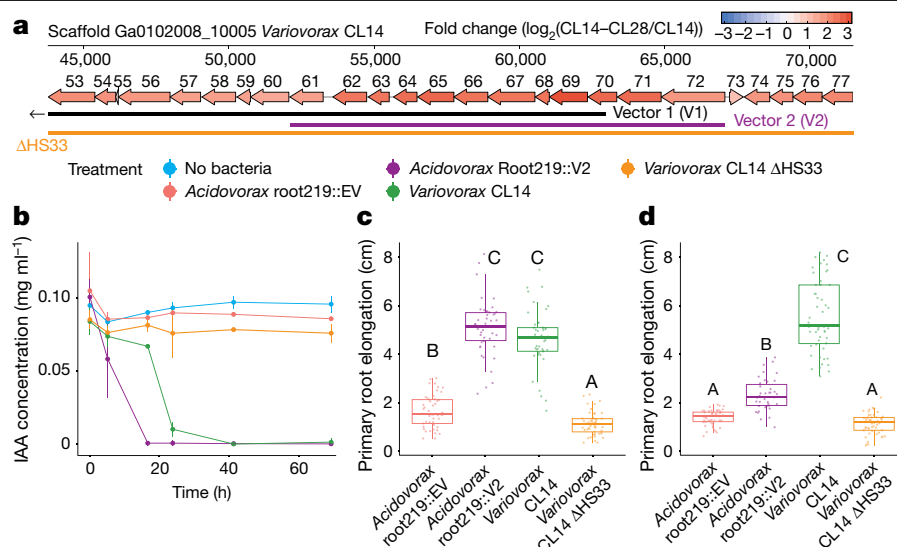 a
Scaffold Ga0102008_10005 Variovorax CL14
Fold change (log2(CL14–CL28/CL14))
−3 −2 −1 0 1 2 3
45,000 50,000 55,000 60,000 65,000 70,000
53 54 55 56 57 58 59 60 61 62 63 64 65 66 67 68 69 70 71 72 73 74 75 76 77
Vector 1 (V1)
Vector 2 (V2)
ΔHS33
Treatment
No bacteria
Acidovorax Root219::V2
Variovorax CL14 ΔHS33
Acidovorax root219::EV
Variovorax CL14
b
IAA concentration (mg ml−1)
0.10
0.05
0
0 20 40 60
Time (h)
c
Primary root elongation (cm)
8
6
4
2
0
B C C A
Acidovorax root219::EV
Acidovorax root219::V2
Variovorax CL14
Variovorax CL14 ΔHS33
d
Primary root elongation (cm)
8
6
4
2
0
A B C A
Acidovorax root219::EV
Acidovorax root219::V2
Variovorax CL14
Variovorax CL14 ΔHS33